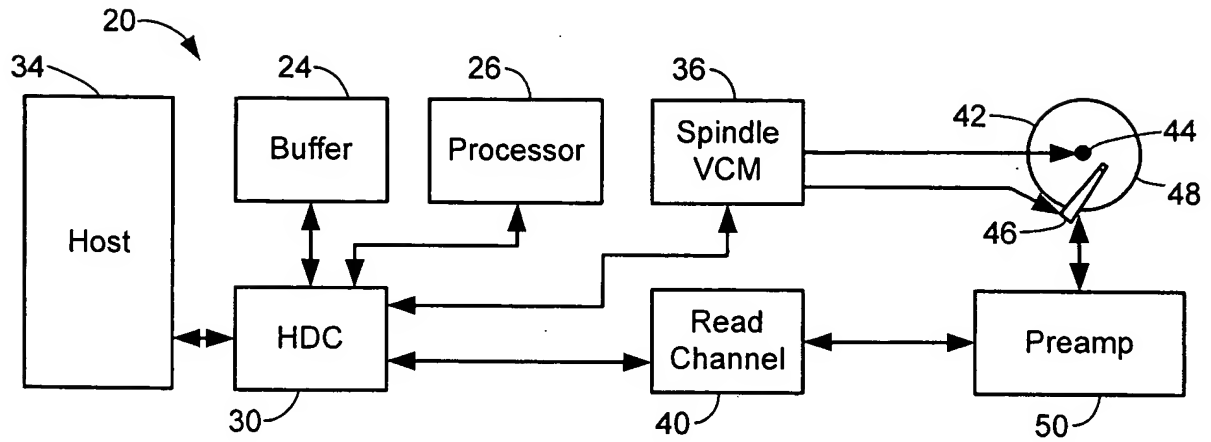 20
34
24
26
36
42
44
48
46
Host
Buffer
Processor
Spindle
VCM
HDC
Read
Channel
Preamp
30
40
50